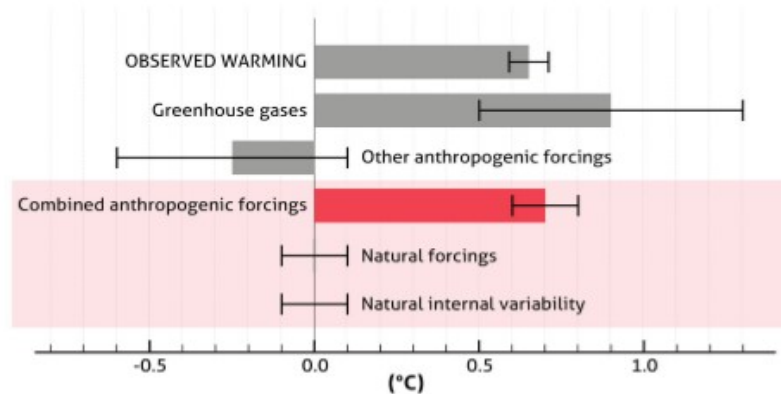 OBSERVED WARMING
Greenhouse gases
Other anthropogenic forcings
Combined anthropogenic forcings
Natural forcings
Natural internal variability
-0.5 0.0 0.5 1.0
(°C)